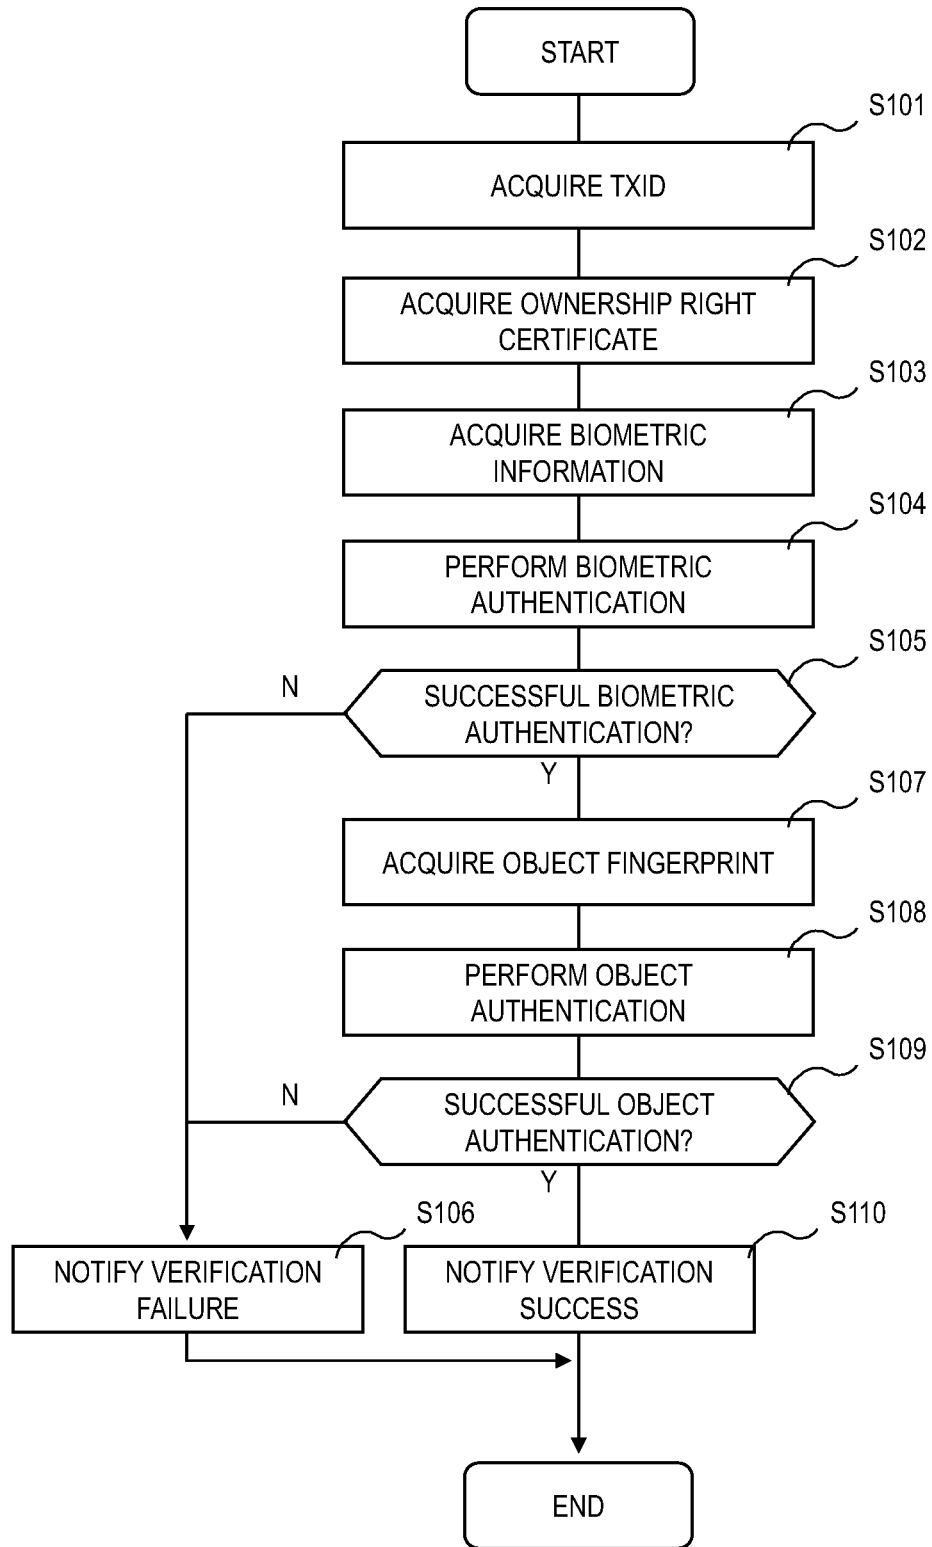 START
S101
ACQUIRE TXID
S102
ACQUIRE OWNERSHIP RIGHT
CERTIFICATE
S103
ACQUIRE BIOMETRIC
INFORMATION
S104
PERFORM BIOMETRIC
AUTHENTICATION
S105
N
SUCCESSFUL BIOMETRIC
AUTHENTICATION?
Y
S107
ACQUIRE OBJECT FINGERPRINT
S108
PERFORM OBJECT
AUTHENTICATION
S109
N
SUCCESSFUL OBJECT
AUTHENTICATION?
Y
S106
NOTIFY VERIFICATION
FAILURE
S110
NOTIFY VERIFICATION
SUCCESS
END